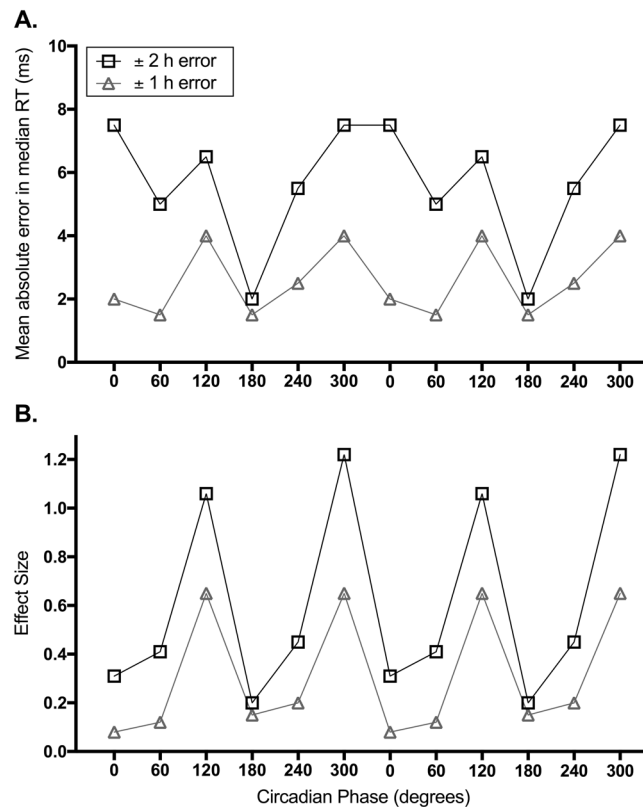 A.
Mean absolute error in median RT (ms)
10
8
6
4
2
0
± 2 h error
± 1 h error
0 60 120 180 240 300 0 60 120 180 240 300
B.
Effect Size
1.2
1.0
0.8
0.6
0.4
0.2
0.0
0 60 120 180 240 300 0 60 120 180 240 300
Circadian Phase (degrees)